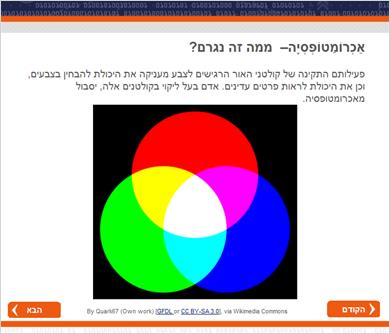 אַכְרוֹמָטוֹפְּסְיָה– ממה זה נגרם?
פעילותם התקינה של קולטני האור הרגישים לצבע מעניקה את היכולת להבחין בצבעים,
וכן את היכולת לראות פרטים עדינים. אדם בעל ליקוי בקולטנים אלה, יסבול
מאכרומטופסיה.
By Quark67 (Own work) [GFDL or CC BY-SA 3.0], via Wikimedia Commons
הקודם
הבא